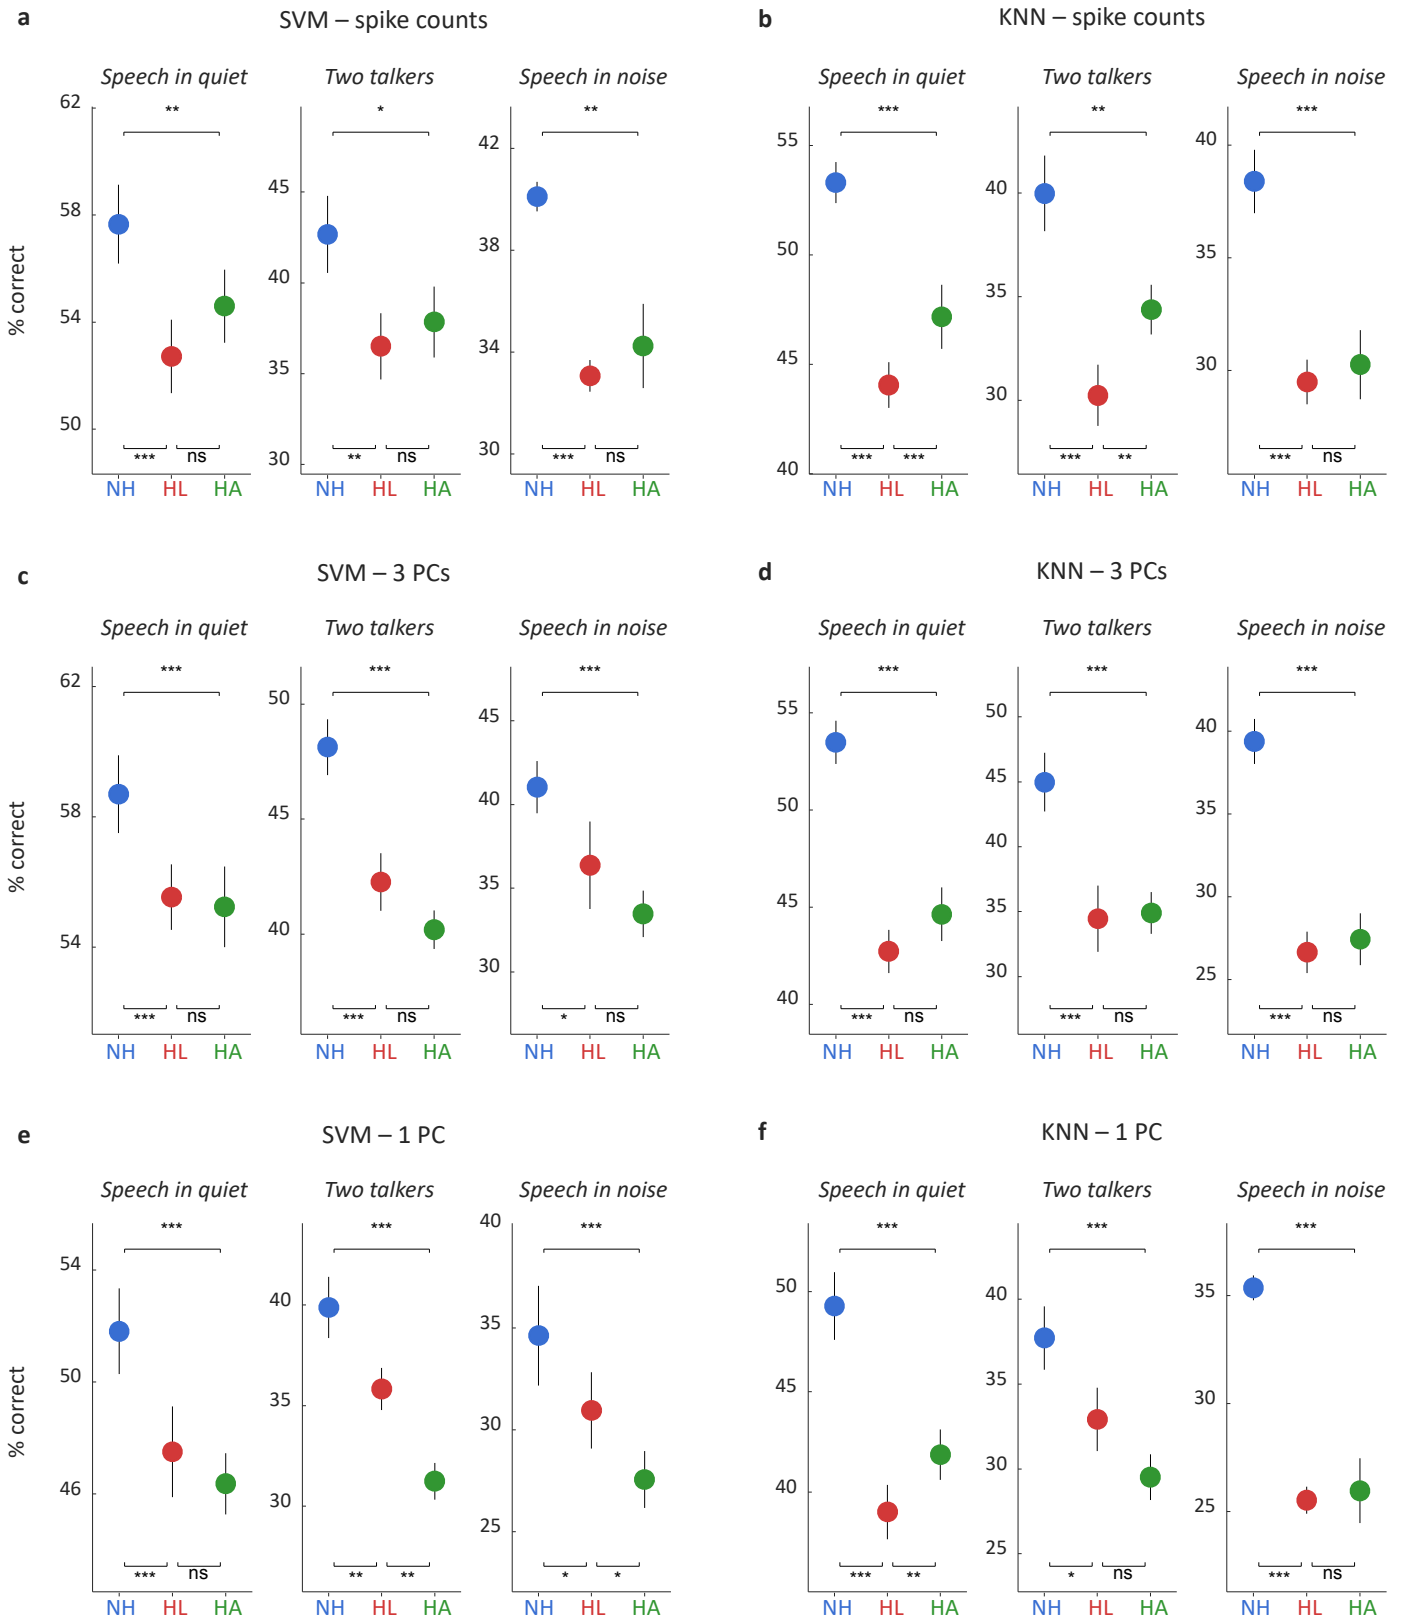 a
SVM – spike counts
Speech in quiet
Two talkers
Speech in noise
% correct
62
58
54
50
**
***
ns
NH
HL
HA
45
40
35
30
*
**
ns
NH
HL
HA
42
38
34
30
**
***
ns
NH
HL
HA
b
KNN – spike counts
Speech in quiet
Two talkers
Speech in noise
55
50
45
40
***
***
***
NH
HL
HA
40
35
30
**
***
**
NH
HL
HA
40
35
30
***
***
ns
NH
HL
HA
c
SVM – 3 PCs
Speech in quiet
Two talkers
Speech in noise
% correct
62
58
54
***
***
ns
NH
HL
HA
50
45
40
***
***
ns
NH
HL
HA
45
40
35
30
***
*
ns
NH
HL
HA
d
KNN – 3 PCs
Speech in quiet
Two talkers
Speech in noise
55
50
45
40
***
***
ns
NH
HL
HA
50
45
40
35
30
***
***
ns
NH
HL
HA
40
35
30
25
***
***
ns
NH
HL
HA
e
SVM – 1 PC
Speech in quiet
Two talkers
Speech in noise
% correct
54
50
46
***
***
ns
NH
HL
HA
40
35
30
***
**
**
NH
HL
HA
40
35
30
25
***
*
*
NH
HL
HA
f
KNN – 1 PC
Speech in quiet
Two talkers
Speech in noise
50
45
40
***
***
**
NH
HL
HA
40
35
30
25
***
*
ns
NH
HL
HA
35
30
25
***
***
ns
NH
HL
HA